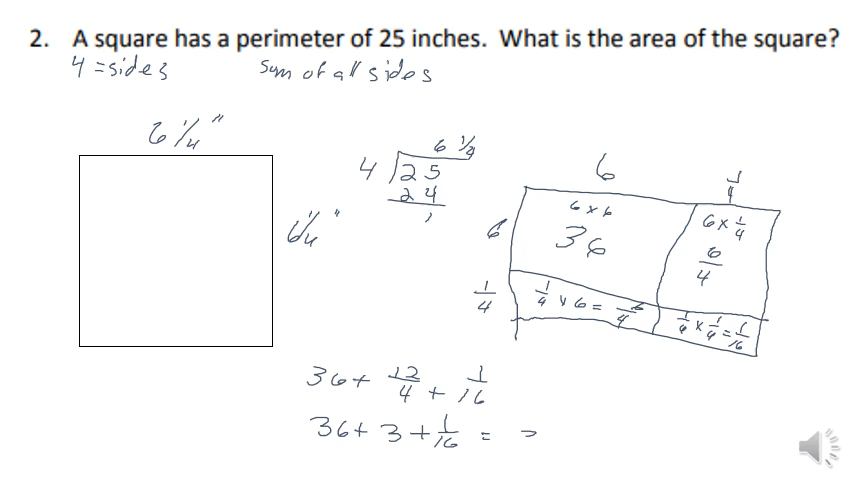 2. A square has a perimeter of 25 inches. What is the area of the square?
4 = sides sum of all sides
6 1/4"
6 1/4
4 25
24
1
6 1/4"
6
1/4
6
6 x 6
36
6 x 1/4
6/4
1/4
1/4 x 6 = 6/4
1/4 x 1/4 = 1/16
36 + 12/4 + 1/16
36 + 3 + 1/16 =